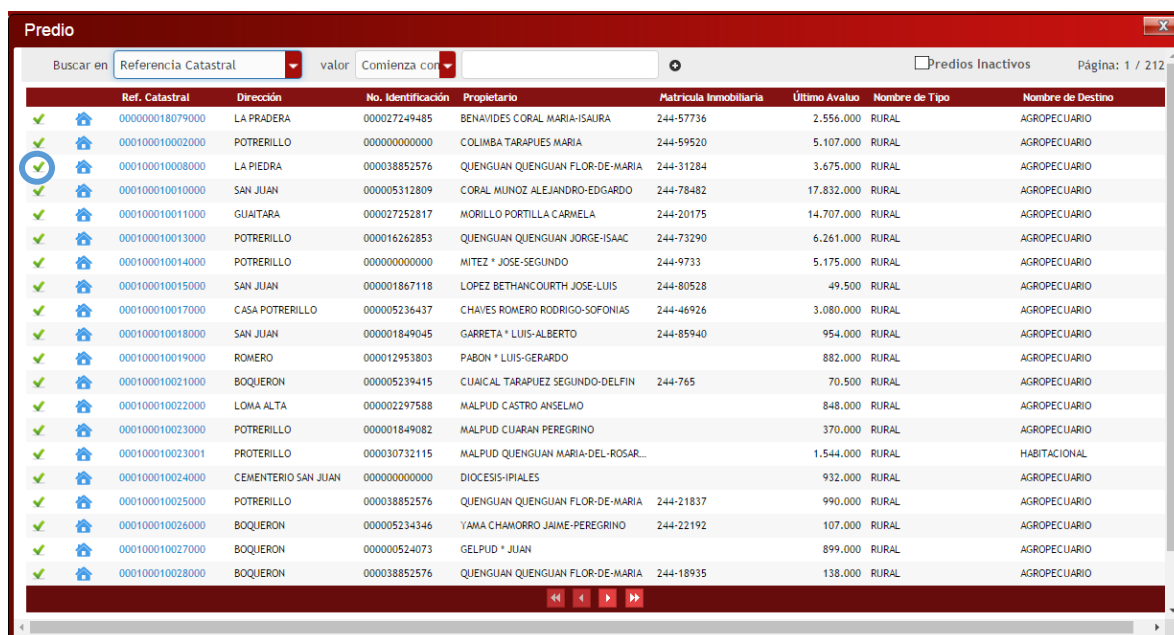 Predio X
Buscar en Referencia Catastral valor Comienza con Predios Inactivos Página: 1 / 212
Ref. Catastral Dirección No. Identificación Propietario Matricula Inmobiliaria Último Avaluo Nombre de Tipo Nombre de Destino
000000018079000 LA PRADERA 000027249485 BENAVIDES CORAL MARIA-ISAURA 244-57736 2.556.000 RURAL AGROPECUARIO
000100010002000 POTRERILLO 000000000000 COLIMBA TARAPUES MARIA 244-59520 5.107.000 RURAL AGROPECUARIO
000100010008000 LA PIEDRA 000038852576 QUENGUAN QUENGUAN FLOR-DE-MARIA 244-31284 3.675.000 RURAL AGROPECUARIO
000100010010000 SAN JUAN 000005312809 CORAL MUNOZ ALEJANDRO-EDGARDO 244-78482 17.832.000 RURAL AGROPECUARIO
000100010011000 GUAITARA 000027252817 MORILLO PORTILLA CARMELA 244-20175 14.707.000 RURAL AGROPECUARIO
000100010013000 POTRERILLO 000016262853 QUENGUAN QUENGUAN JORGE-ISAAC 244-73290 6.261.000 RURAL AGROPECUARIO
000100010014000 POTRERILLO 000000000000 MITEZ * JOSE-SEGUNDO 244-9733 5.175.000 RURAL AGROPECUARIO
000100010015000 SAN JUAN 000001867118 LOPEZ BETHANCOURTH JOSE-LUIS 244-80528 49.500 RURAL AGROPECUARIO
000100010017000 CASA POTRERILLO 000005236437 CHAVES ROMERO RODRIGO-SOFONIAS 244-46926 3.080.000 RURAL AGROPECUARIO
000100010018000 SAN JUAN 000001849045 GARRETA * LUIS-ALBERTO 244-85940 954.000 RURAL AGROPECUARIO
000100010019000 ROMERO 000012953803 PABON * LUIS-GERARDO 882.000 RURAL AGROPECUARIO
000100010021000 BOQUERON 000005239415 CUAICAL TARAPUEZ SEGUNDO-DELFIN 244-765 70.500 RURAL AGROPECUARIO
000100010022000 LOMA ALTA 000002297588 MALPUD CASTRO ANSELMO 848.000 RURAL AGROPECUARIO
000100010023000 POTRERILLO 000001849082 MALPUD CUARAN PEREGRINO 370.000 RURAL AGROPECUARIO
000100010023001 PROTERILLO 000030732115 MALPUD QUENGUAN MARIA-DEL-ROSAR... 1.544.000 RURAL HABITACIONAL
000100010024000 CEMENTERIO SAN JUAN 000000000000 DIOCESIS-IPIALES 932.000 RURAL AGROPECUARIO
000100010025000 POTRERILLO 000038852576 QUENGUAN QUENGUAN FLOR-DE-MARIA 244-21837 990.000 RURAL AGROPECUARIO
000100010026000 BOQUERON 000005234346 YAMA CHAMORRO JAIME-PEREGRINO 244-22192 107.000 RURAL AGROPECUARIO
000100010027000 BOQUERON 000000524073 GELPUD * JUAN 899.000 RURAL AGROPECUARIO
000100010028000 BOQUERON 000038852576 QUENGUAN QUENGUAN FLOR-DE-MARIA 244-18935 138.000 RURAL AGROPECUARIO